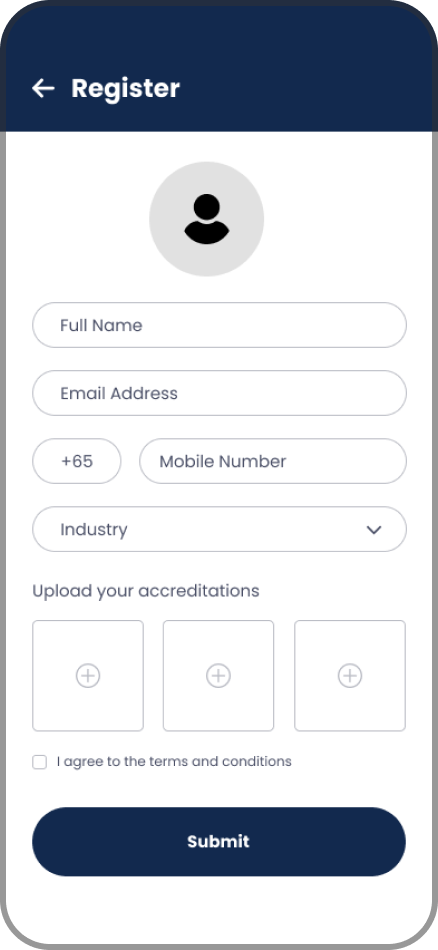 Register
Full Name
Email Address
+65 Mobile Number
Industry
Upload your accreditations
I agree to the terms and conditions
Submit